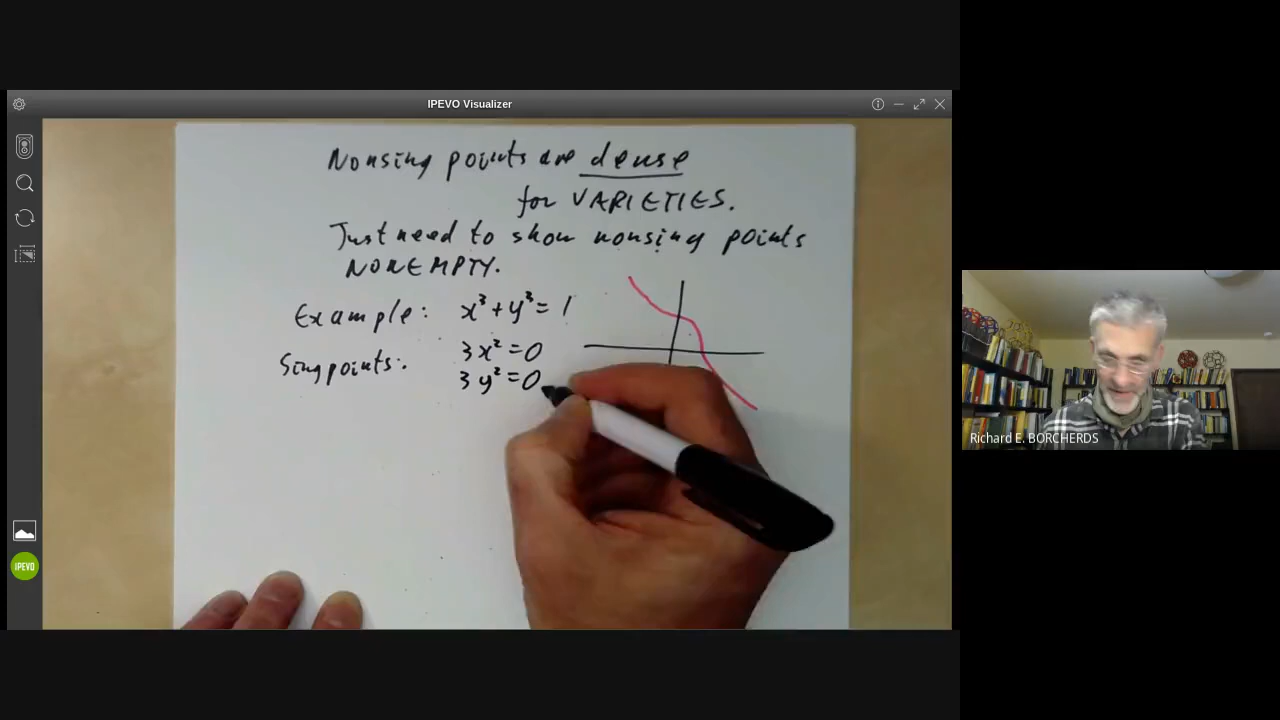 IPEVO Visualizer
Nonsing points are dense
for VARIETIES.
Just need to show nonsing points
NONEMPTY.
Example: x³+y³=1
Sing points: 3x²=0
3y²=0
IPEVO
Richard E. BORCHERDS